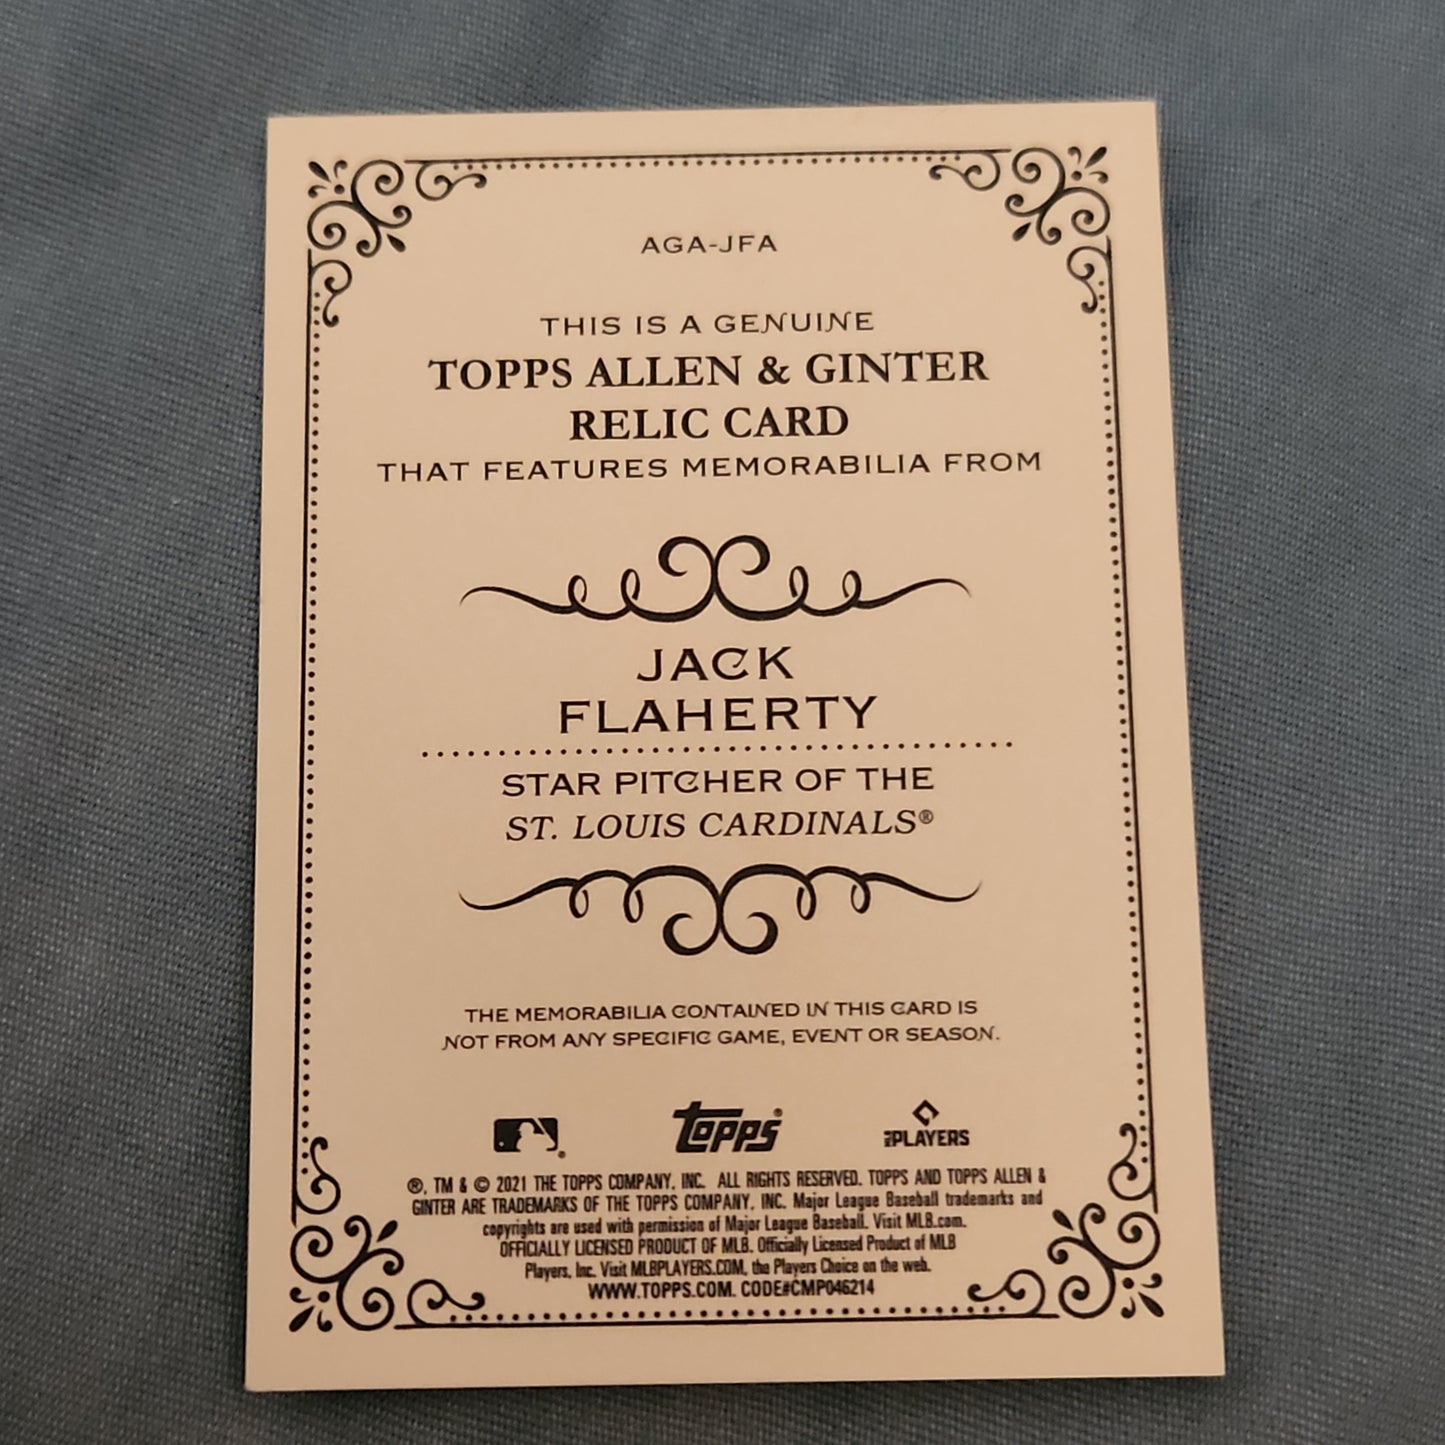 AGA-JFA
THIS IS A GENUINE
TOPPS ALLEN & GINTER
RELIC CARD
THAT FEATURES MEMORABILIA FROM
JACK
FLAHERTY
STAR PITCHER OF THE
ST. LOUIS CARDINALS®
THE MEMORABILIA CONTAINED IN THIS CARD IS
NOT FROM ANY SPECIFIC GAME, EVENT OR SEASON.
® topps® MLB PLAYERS
®, TM & © 2021 THE TOPPS COMPANY, INC. ALL RIGHTS RESERVED. TOPPS AND TOPPS ALLEN &
GINTER ARE TRADEMARKS OF THE TOPPS COMPANY, INC. Major League Baseball trademarks and
copyrights are used with permission of Major League Baseball. Visit MLB.com.
OFFICIALLY LICENSED PRODUCT OF MLB. Officially Licensed Product of MLB
Players, Inc. Visit MLBPLAYERS.COM, the Players Choice on the web.
WWW.TOPPS.COM. CODE#CMP046214